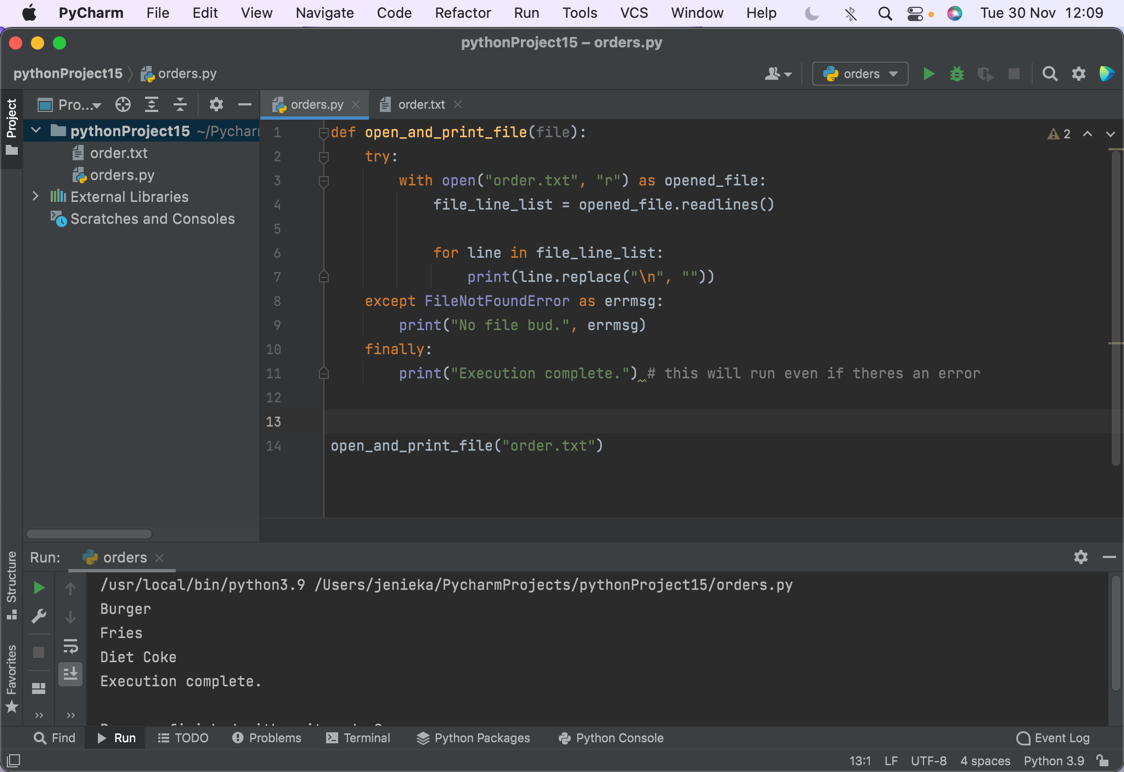 PyCharm File Edit View Navigate Code Refactor Run Tools VCS Window Help Tue 30 Nov 12:09
pythonProject15 – orders.py
pythonProject15 orders.py orders
Project
Pro... orders.py order.txt
pythonProject15 ~/Pychar
order.txt
orders.py
External Libraries
Scratches and Consoles
1 def open_and_print_file(file): 2
2 try:
3 with open("order.txt", "r") as opened_file:
4 file_line_list = opened_file.readlines()
5
6 for line in file_line_list:
7 print(line.replace("\n", ""))
8 except FileNotFoundError as errmsg:
9 print("No file bud.", errmsg)
10 finally:
11 print("Execution complete.") # this will run even if theres an error
12
13
14 open_and_print_file("order.txt")
Run: orders
Structure
Favorites
/usr/local/bin/python3.9 /Users/jenieka/PycharmProjects/pythonProject15/orders.py
Burger
Fries
Diet Coke
Execution complete.
Find Run TODO Problems Terminal Python Packages Python Console Event Log
13:1 LF UTF-8 4 spaces Python 3.9